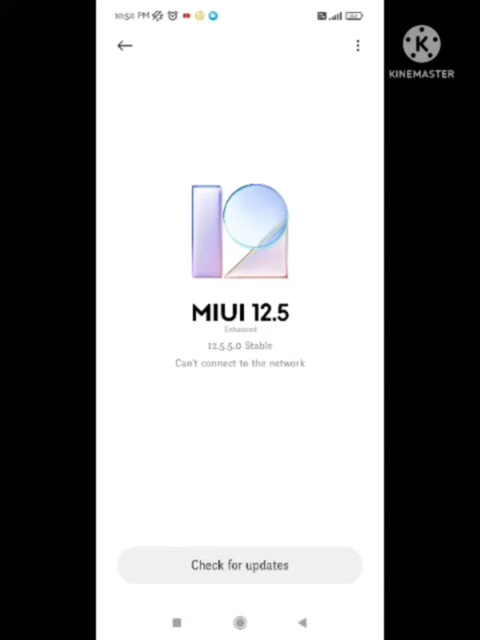 10:50 PM
K
KINEMASTER
12
MIUI 12.5
Enhanced
12.5.5.0 Stable
Can't connect to the network
Check for updates